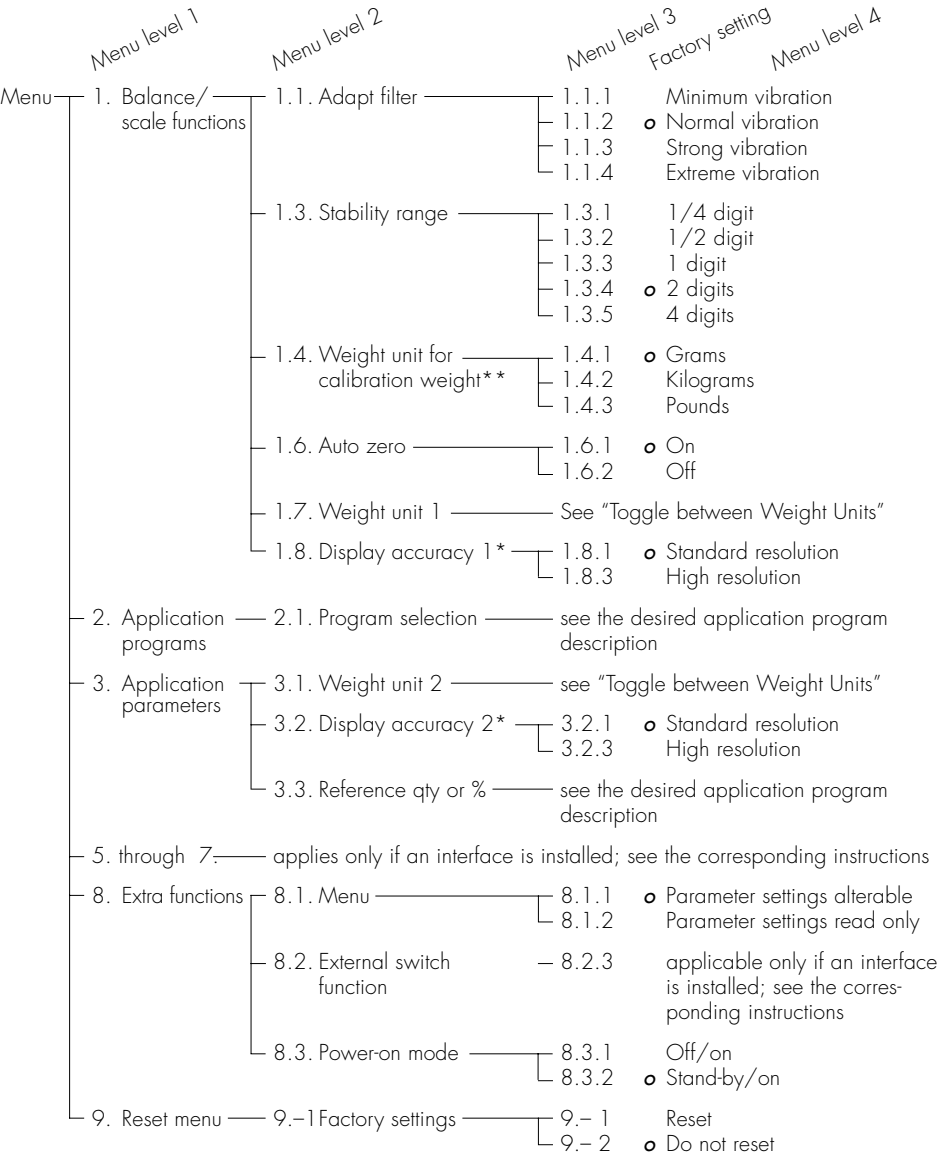 Menu level 1 Menu level 2 Menu level 3 Factory setting Menu level 4
Menu 1. Balance/ 1.1. Adapt filter 1.1.1 Minimum vibration
scale functions 1.1.2 o Normal vibration
1.1.3 Strong vibration
1.1.4 Extreme vibration
1.3. Stability range 1.3.1 1/4 digit
1.3.2 1/2 digit
1.3.3 1 digit
1.3.4 o 2 digits
1.3.5 4 digits
1.4. Weight unit for 1.4.1 o Grams
calibration weight** 1.4.2 Kilograms
1.4.3 Pounds
1.6. Auto zero 1.6.1 o On
1.6.2 Off
1.7. Weight unit 1 See “Toggle between Weight Units”
1.8. Display accuracy 1* 1.8.1 o Standard resolution
1.8.3 High resolution
2. Application 2.1. Program selection see the desired application program
programs description
3. Application 3.1. Weight unit 2 see “Toggle between Weight Units”
parameters
3.2. Display accuracy 2* 3.2.1 o Standard resolution
3.2.3 High resolution
3.3. Reference qty or % see the desired application program
description
5. through 7. applies only if an interface is installed; see the corresponding instructions
8. Extra functions 8.1. Menu 8.1.1 o Parameter settings alterable
8.1.2 Parameter settings read only
8.2. External switch 8.2.3 applicable only if an interface
function is installed; see the corres-
ponding instructions
8.3. Power-on mode 8.3.1 Off/on
8.3.2 o Stand-by/on
9. Reset menu 9.–1 Factory settings 9.– 1 Reset
9.– 2 o Do not reset